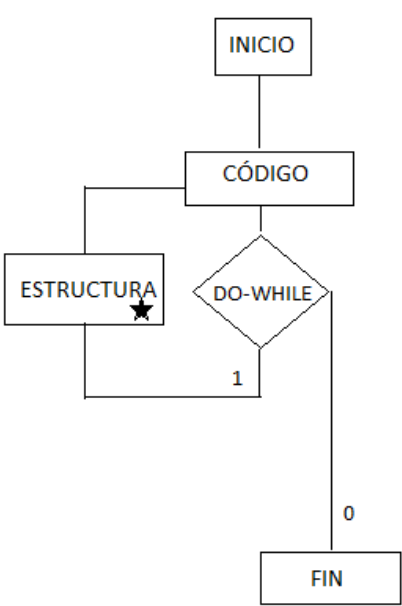 INICIO
CÓDIGO
ESTRUCTURA
DO-WHILE
1
0
FIN